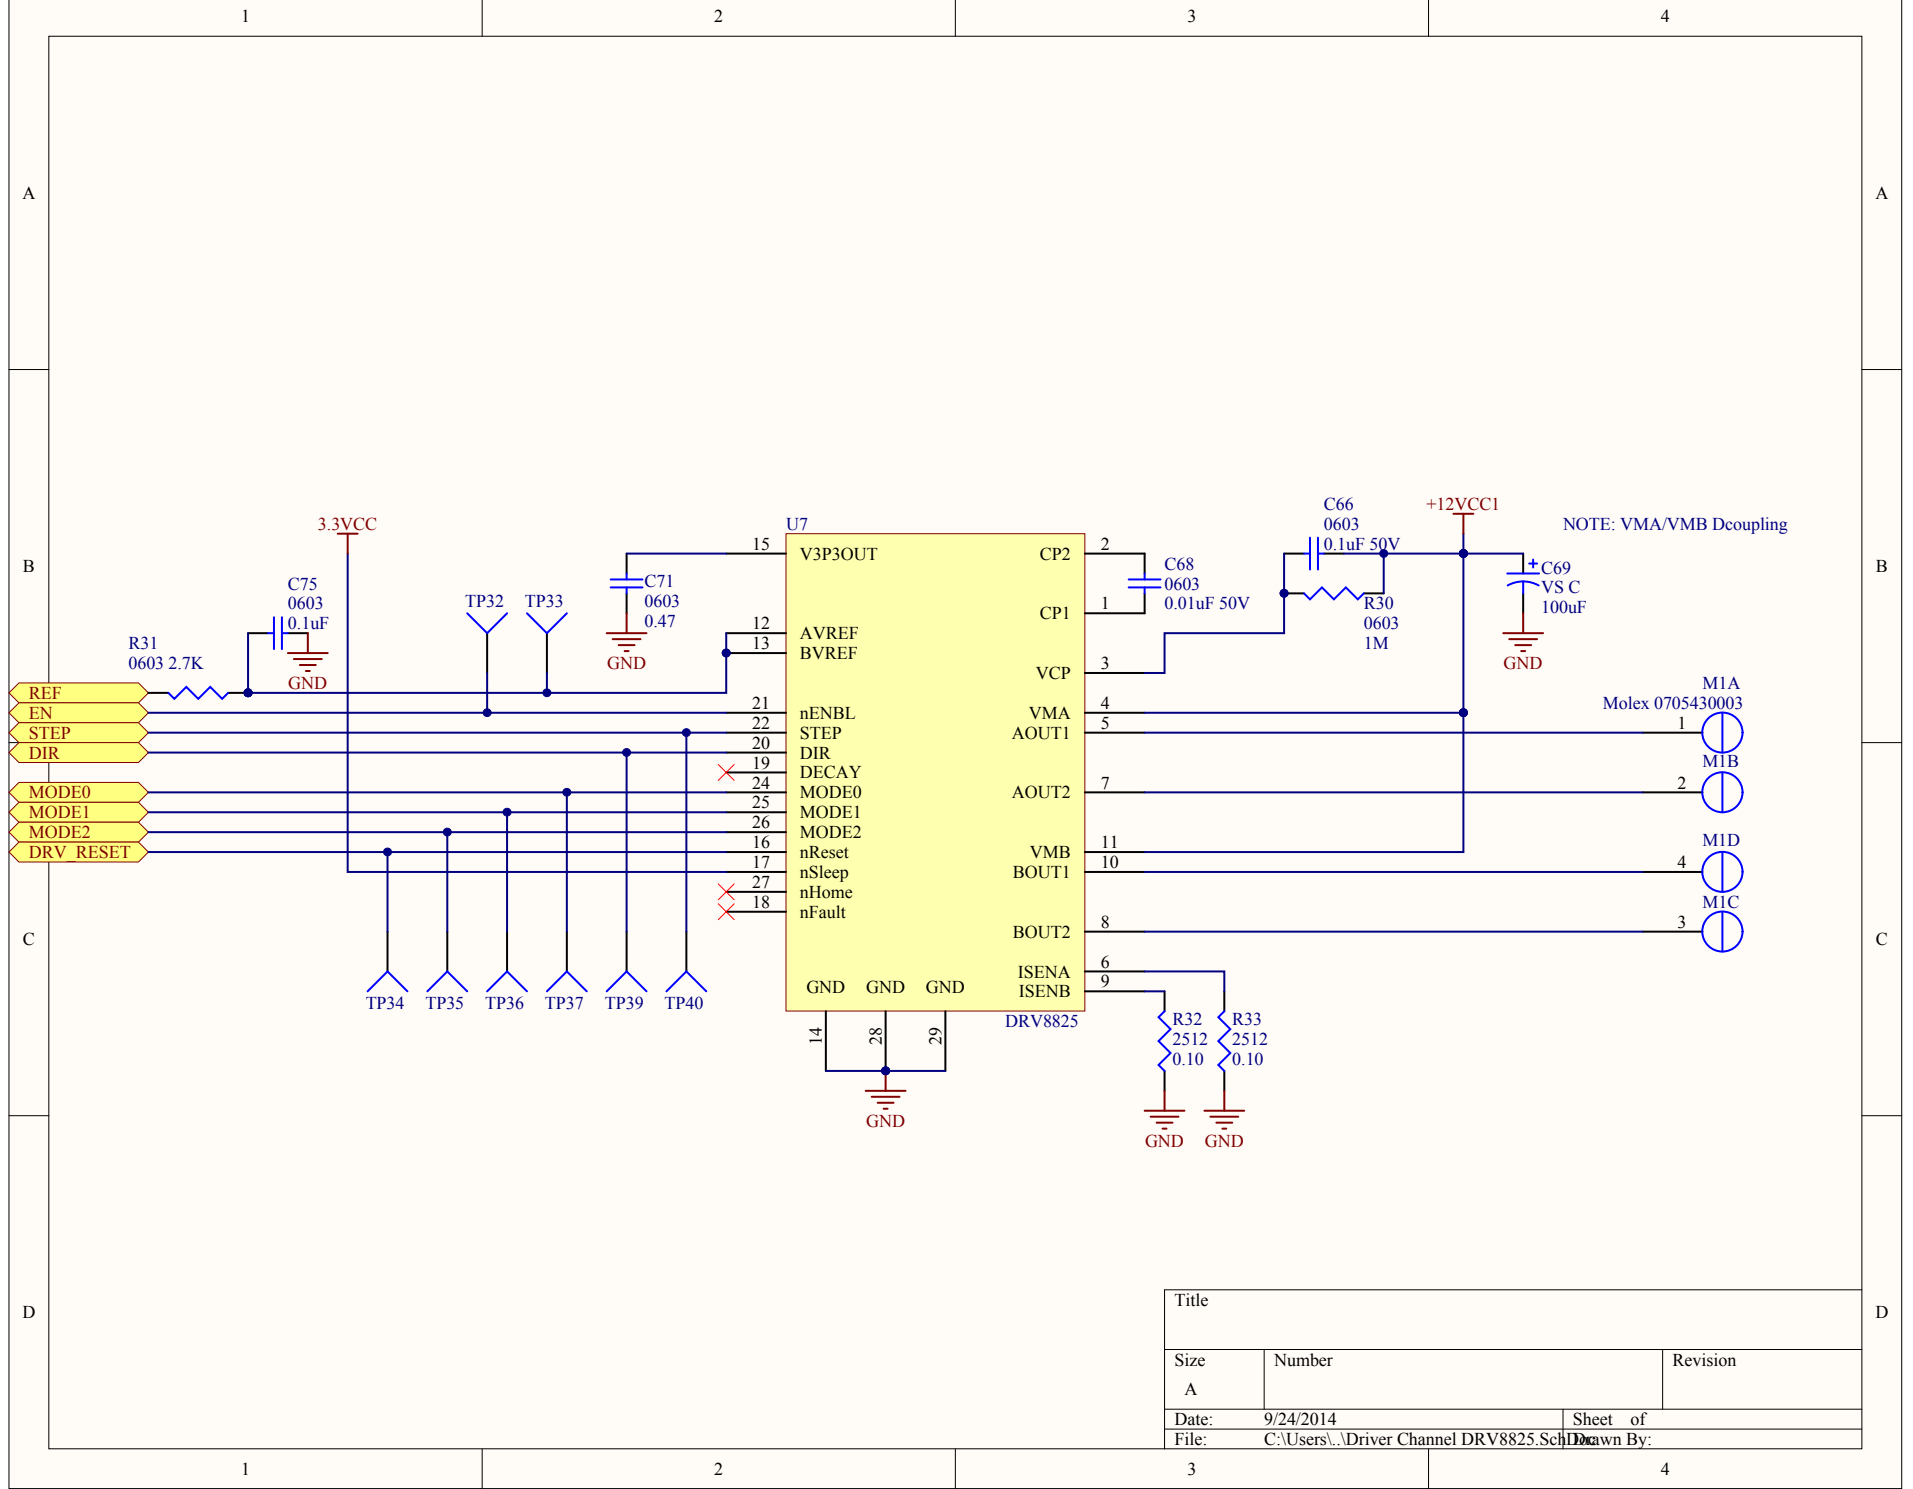 1 2 3 4
A A
B B
C C
D D
3.3VCC
C75
0603
0.1uF
GND
R31
0603 2.7K
TP32 TP33
C71
0603
0.47
GND
REF
EN
STEP
DIR
MODE0
MODE1
MODE2
DRV_RESET
TP34 TP35 TP36 TP37 TP39 TP40
U7
15 V3P3OUT
12 AVREF
13 BVREF
21 nENBL
22 STEP
20 DIR
19 DECAY
24 MODE0
25 MODE1
26 MODE2
16 nReset
17 nSleep
27 nHome
18 nFault
GND GND GND
14 28 29
GND
CP2 2
CP1 1
VCP 3
VMA 4
AOUT1 5
AOUT2 7
VMB 11
BOUT1 10
BOUT2 8
ISENA 6
ISENB 9
DRV8825
C68
0603
0.01uF 50V
C66
0603
0.1uF 50V
R30
0603
1M
+12VCC1
C69
VS C
100uF
+
GND
NOTE: VMA/VMB Dcoupling
M1A
Molex 0705430003
1
M1B
2
M1D
4
M1C
3
R32
2512
0.10
GND
R33
2512
0.10
GND
Title
Size Number Revision
A
Date: 9/24/2014 Sheet of
File: C:\Users\..\Driver Channel DRV8825.SchDoc Drawn By:
1 2 3 4